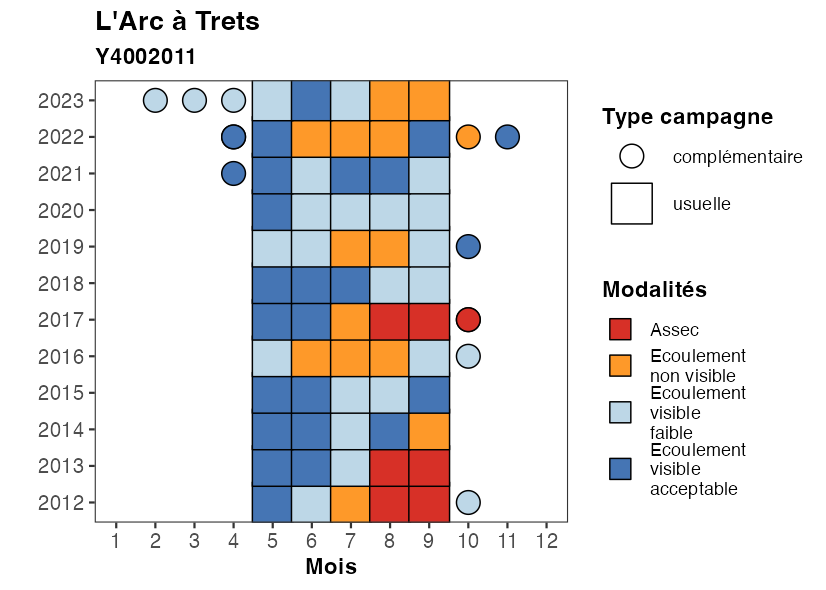 L'Arc à Trets
Y4002011
2023
2022
2021
2020
2019
2018
2017
2016
2015
2014
2013
2012
1 2 3 4 5 6 7 8 9 10 11 12
Mois
Type campagne
complémentaire
usuelle
Modalités
Assec
Ecoulement
non visible
Ecoulement
visible
faible
Ecoulement
visible
acceptable